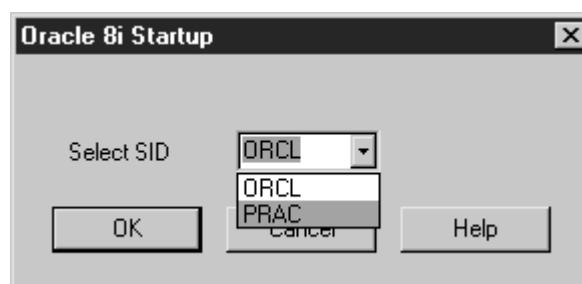 Oracle 8i Startup
Select SID ORCL
ORCL
PRAC
OK Cancel Help